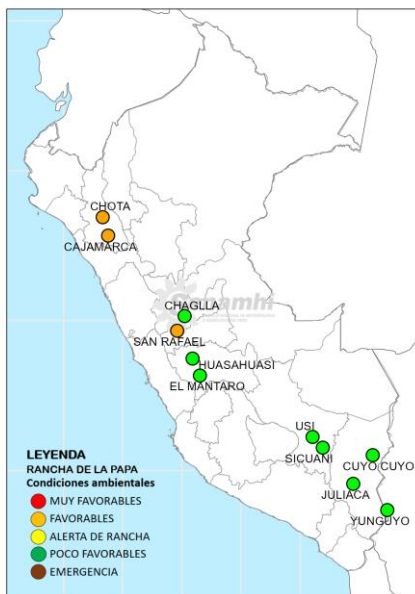 CHOTA
CAJAMARCA
CHAGLLA
SAN RAFAEL
HUASAHUASI
EL MANTARO
USI
SICUANI
CUYO CUYO
JULIACA
YUNGUYO
LEYENDA
RANCHA DE LA PAPA
Condiciones ambientales
MUY FAVORABLES
FAVORABLES
ALERTA DE RANCHA
POCO FAVORABLES
EMERGENCIA